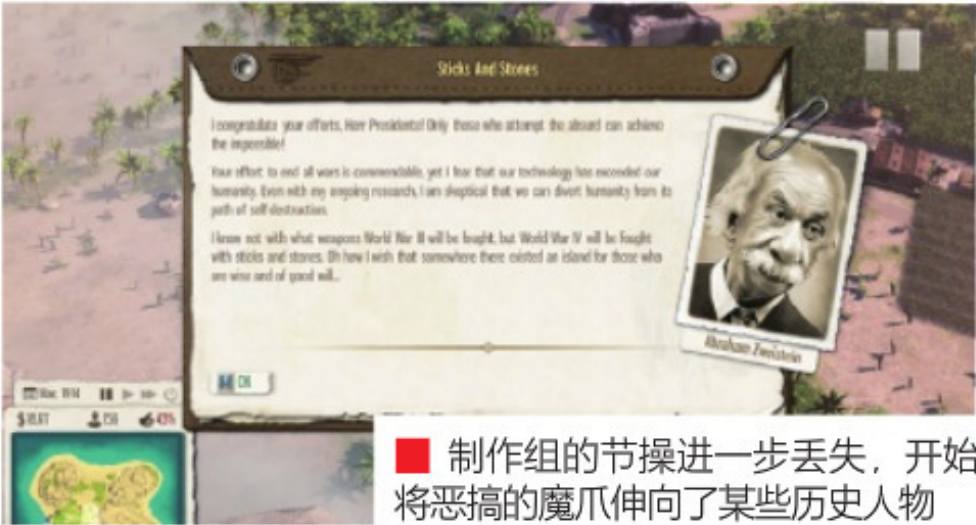 Sticks And Stones
I congratulate your efforts, Herr Presidente! Only those who attempt the absurd can achieve
the impossible!
Your effort to end all wars is commendable, yet I fear that our technology has exceeded our
humanity. Even with my ongoing research, I am skeptical that we can divert humanity from its
path of self-destruction.
I know not with what weapons World War III will be fought, but World War IV will be fought
with sticks and stones. Oh how I wish that somewhere there existed an island for those who
are wise and of good will...
Abraham Zweistein
OK
■ 制作组的节操进一步丢失，开始
将恶搞的魔爪伸向了某些历史人物